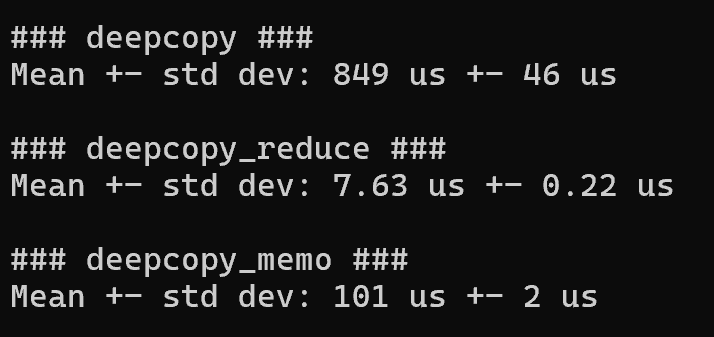 ### deepcopy ###
Mean +- std dev: 849 us +- 46 us
### deepcopy_reduce ###
Mean +- std dev: 7.63 us +- 0.22 us
### deepcopy_memo ###
Mean +- std dev: 101 us +- 2 us